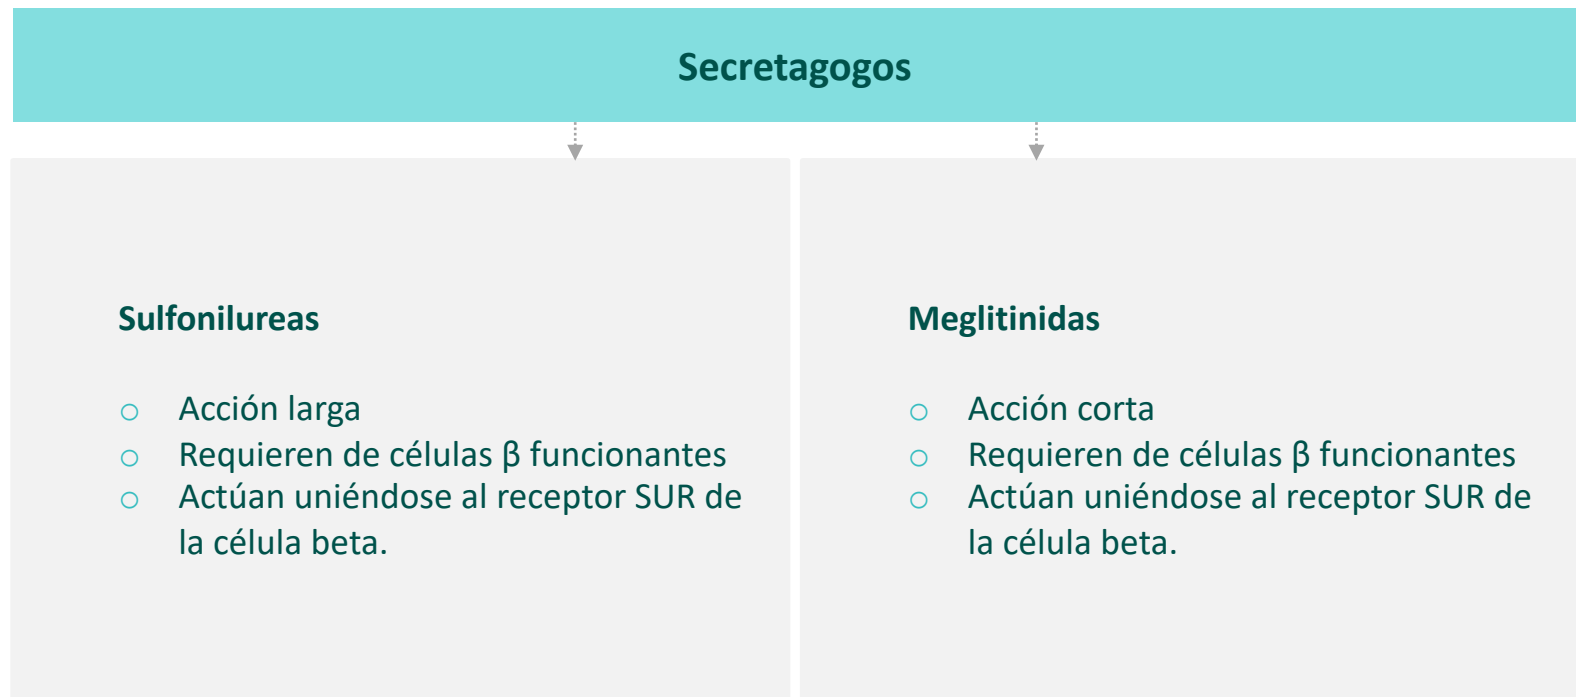 Secretagogos
Sulfonilureas
o Acción larga
o Requieren de células β funcionantes
o Actúan uniéndose al receptor SUR de
la célula beta.
Meglitinidas
o Acción corta
o Requieren de células β funcionantes
o Actúan uniéndose al receptor SUR de
la célula beta.